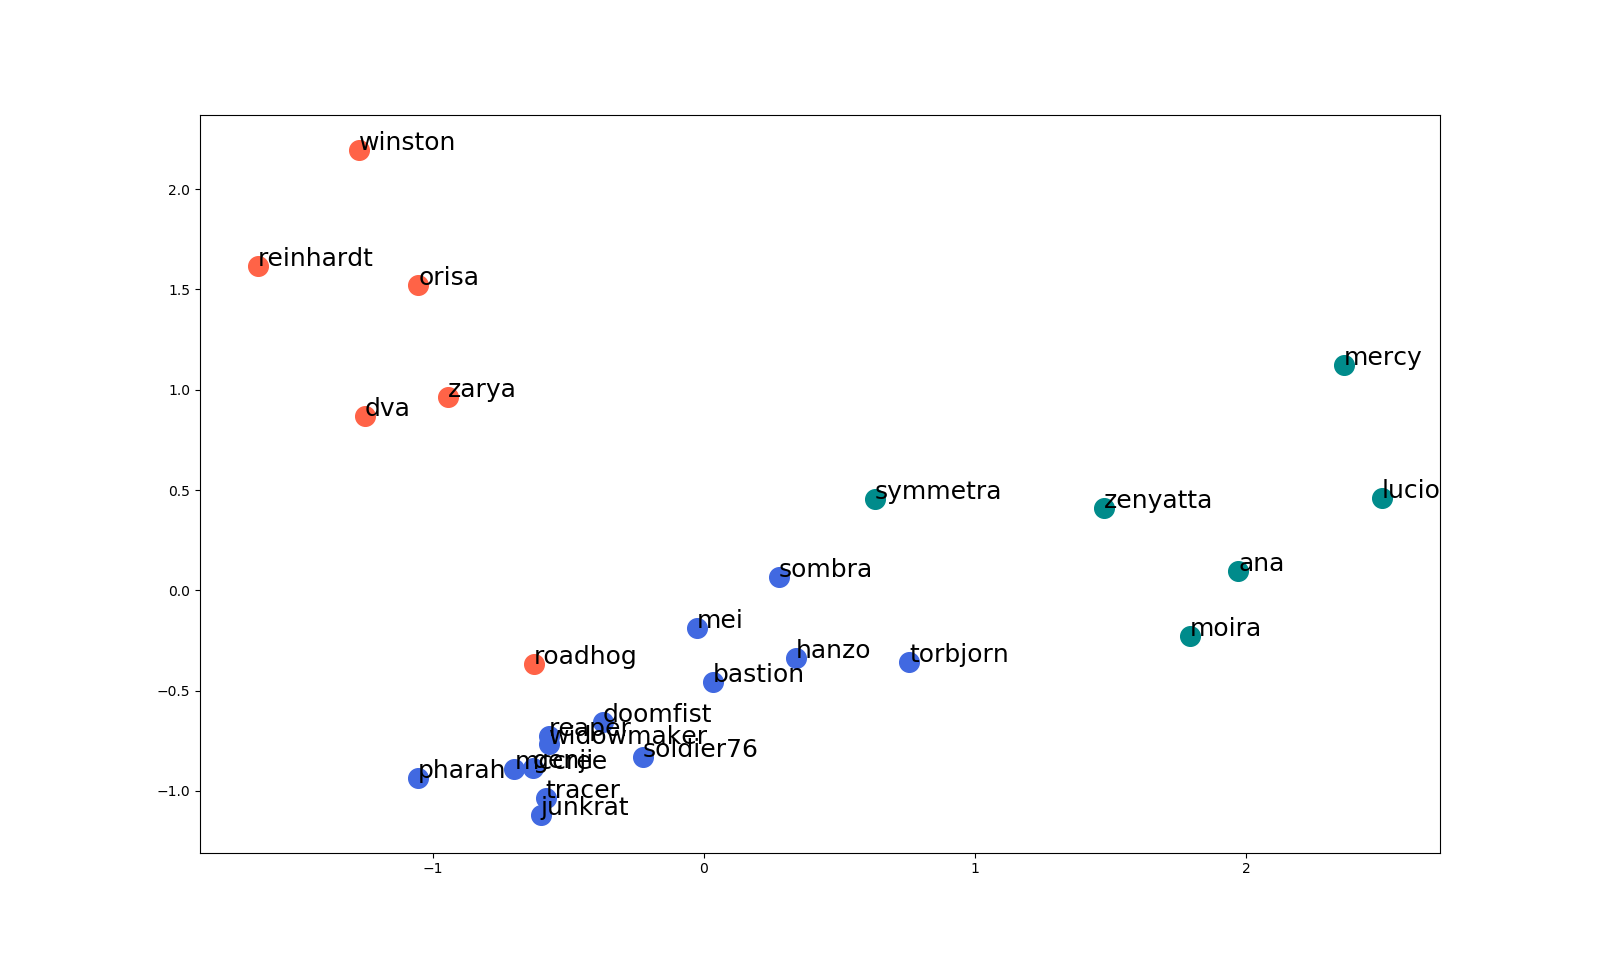 winston
2.0
reinhardt
orisa
1.5
mercy
1.0
zarya
dva
lucio
symmetra
zenyatta
0.5
ana
sombra
0.0
moira
mei
hanzo
torbjorn
roadhog
bastion
−0.5
doomfist
reaper
widowmaker
soldier76
genji
mccree
pharah
tracer
−1.0
junkrat
−1 0 1 2